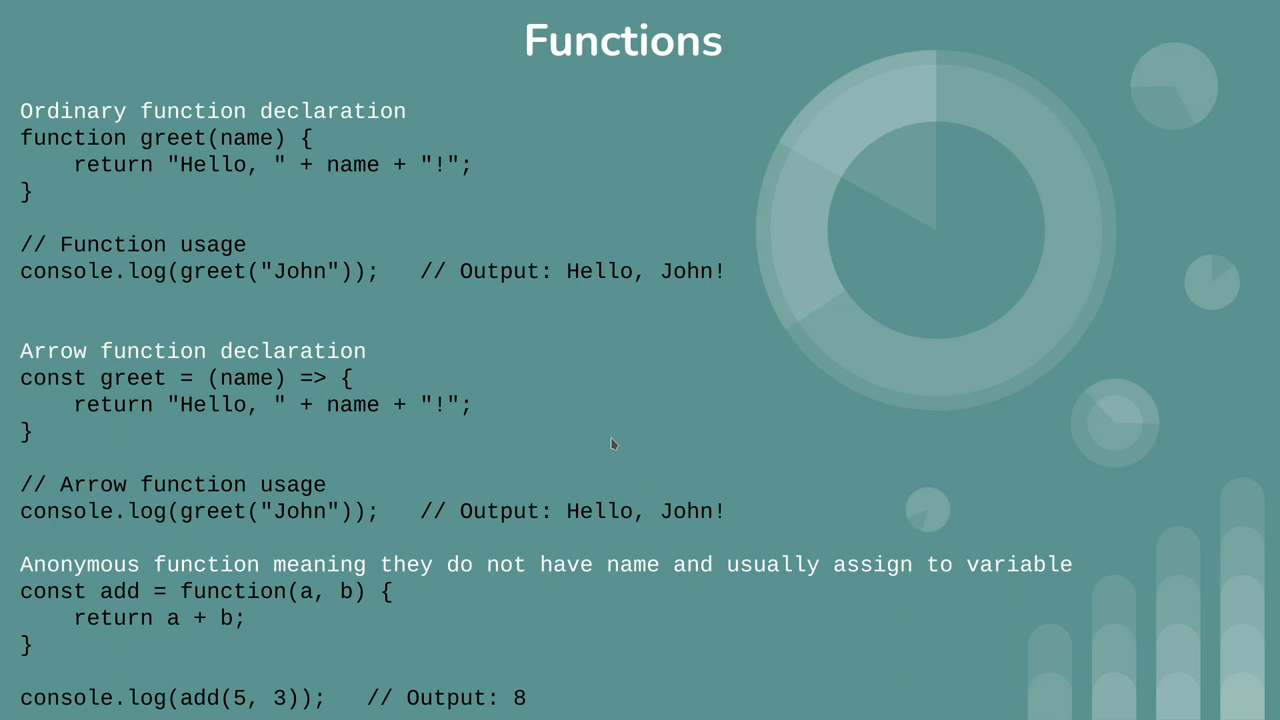 Functions
Ordinary function declaration
function greet(name) {
    return "Hello, " + name + "!";
}
// Function usage
console.log(greet("John"));   // Output: Hello, John!
Arrow function declaration
const greet = (name) => {
    return "Hello, " + name + "!";
}
// Arrow function usage
console.log(greet("John"));   // Output: Hello, John!
Anonymous function meaning they do not have name and usually assign to variable
const add = function(a, b) {
    return a + b;
}
console.log(add(5, 3));   // Output: 8